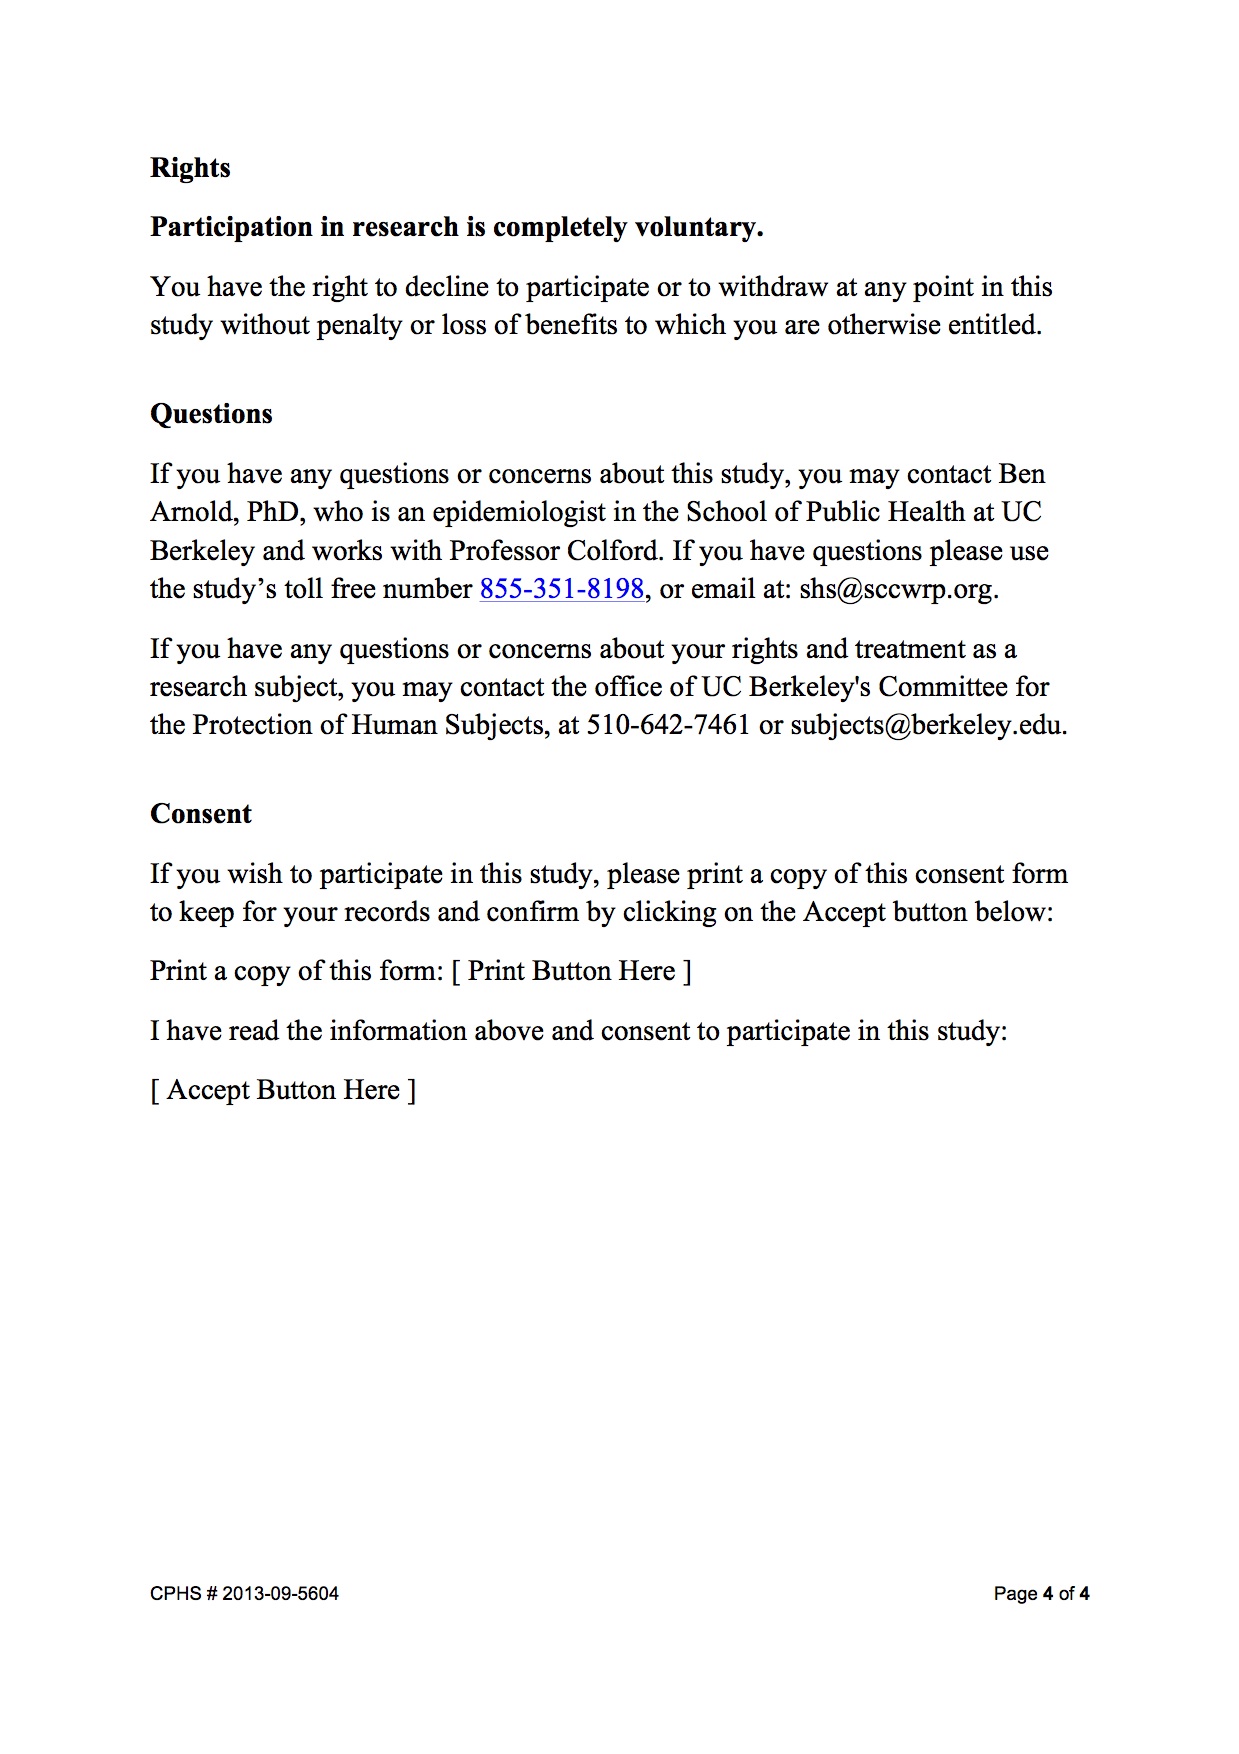 Rights
Participation in research is completely voluntary.
You have the right to decline to participate or to withdraw at any point in this
study without penalty or loss of benefits to which you are otherwise entitled.
Questions
If you have any questions or concerns about this study, you may contact Ben
Arnold, PhD, who is an epidemiologist in the School of Public Health at UC
Berkeley and works with Professor Colford. If you have questions please use
the study’s toll free number 855-351-8198, or email at: shs@sccwrp.org.
If you have any questions or concerns about your rights and treatment as a
research subject, you may contact the office of UC Berkeley's Committee for
the Protection of Human Subjects, at 510-642-7461 or subjects@berkeley.edu.
Consent
If you wish to participate in this study, please print a copy of this consent form
to keep for your records and confirm by clicking on the Accept button below:
Print a copy of this form: [ Print Button Here ]
I have read the information above and consent to participate in this study:
[ Accept Button Here ]
CPHS # 2013-09-5604 Page 4 of 4